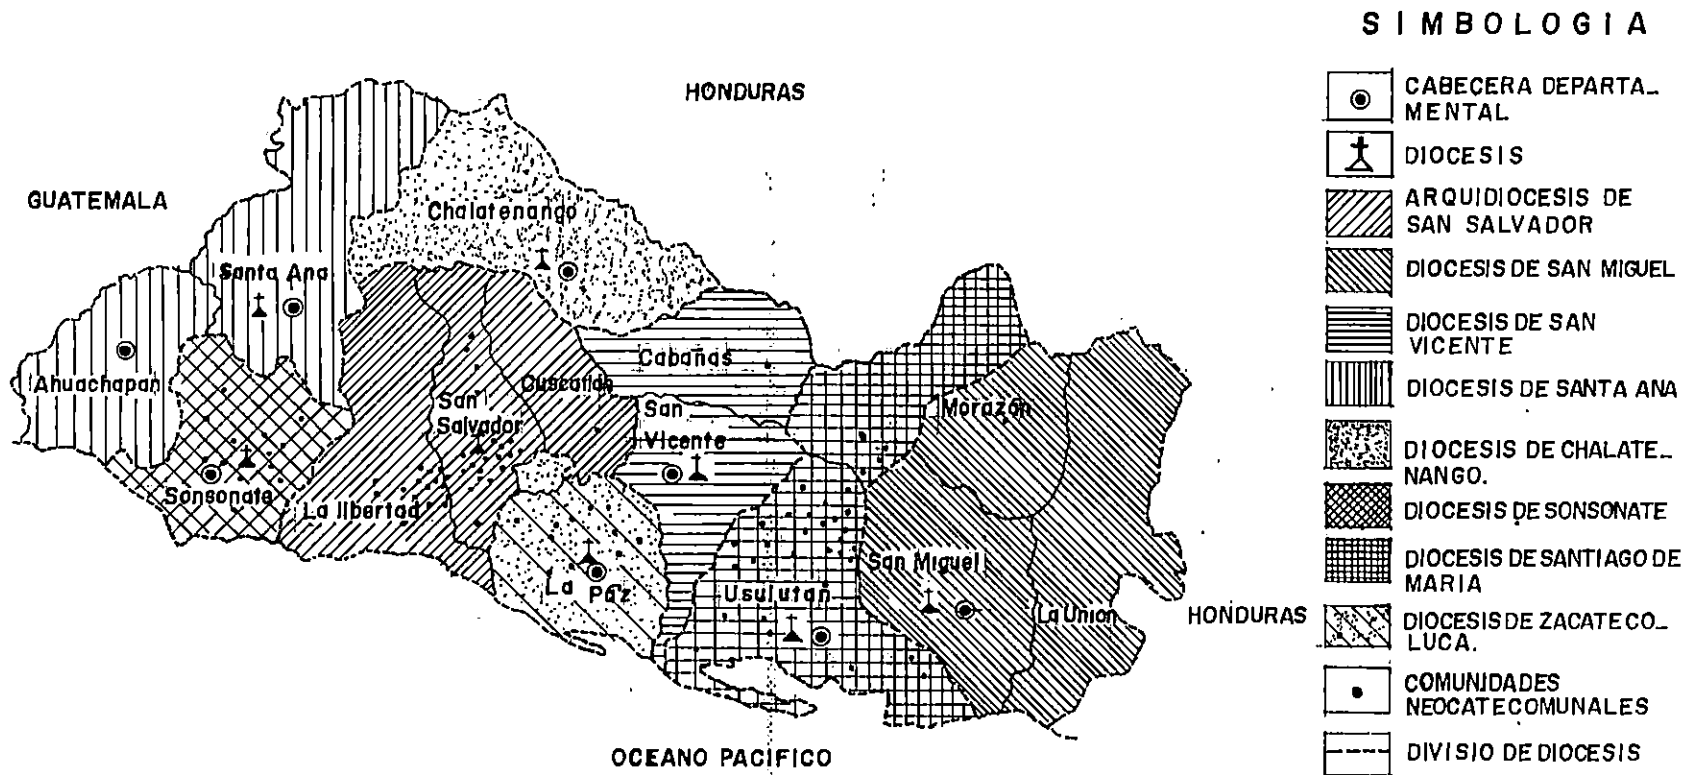 SIMBOLOGIA
HONDURAS
GUATEMALA
Chalatenango
Santa Ana
Ahuachapan
Sonsonate
La libertad
San
Salvador
Cuscatlan
Cabañas
San
Vicente
La Paz
Usulutan
Morazón
San Miguel
La Union
HONDURAS
OCEANO PACIFICO
CABECERA DEPARTA_
MENTAL
DIOCESIS
ARQUIDIOCESIS DE
SAN SALVADOR
DIOCESIS DE SAN MIGUEL
DIOCESIS DE SAN
VICENTE
DIOCESIS DE SANTA ANA
DIOCESIS DE CHALATE_
NANGO.
DIOCESIS DE SONSONATE
DIOCESIS DE SANTIAGO DE
MARIA
DIOCESIS DE ZACATECO_
LUCA.
COMUNIDADES
NEOCATECOMUNALES
DIVISIO DE DIOCESIS